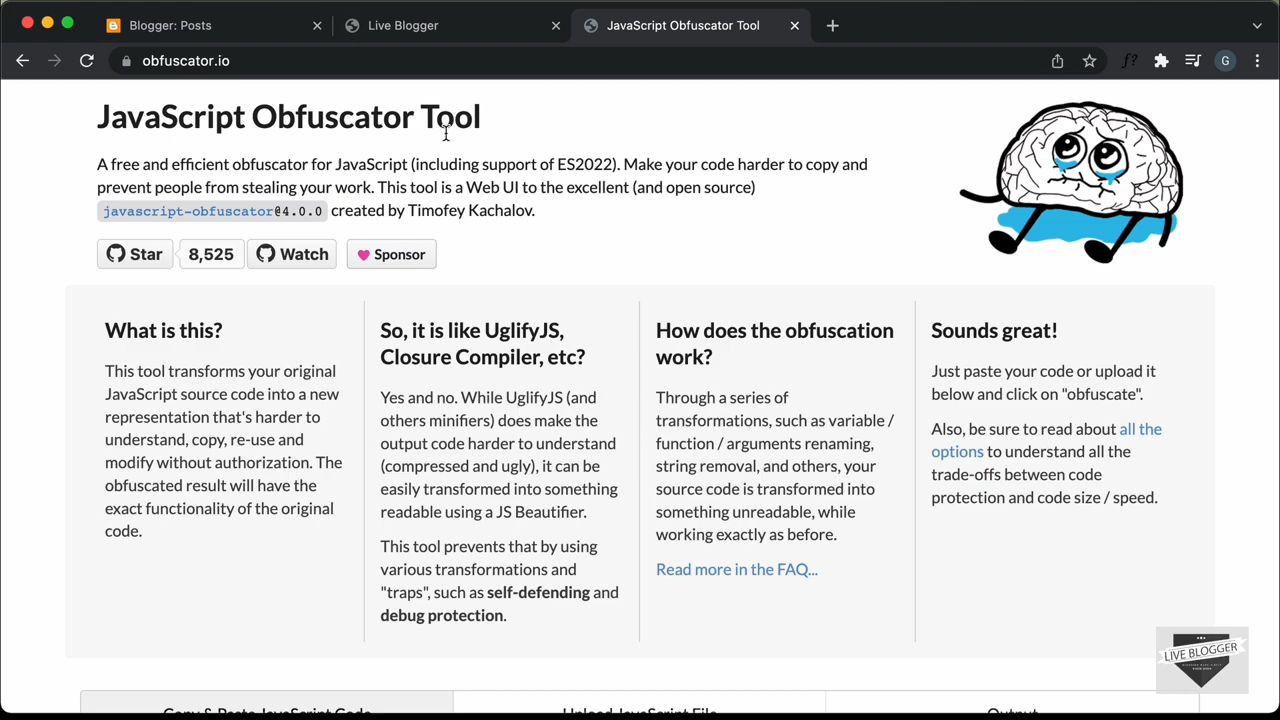 Blogger: Posts
Live Blogger
JavaScript Obfuscator Tool
obfuscator.io
f?
G
JavaScript Obfuscator Tool
A free and efficient obfuscator for JavaScript (including support of ES2022). Make your code harder to copy and
prevent people from stealing your work. This tool is a Web UI to the excellent (and open source)
javascript-obfuscator@4.0.0 created by Timofey Kachalov.
Star 8,525 Watch Sponsor
What is this?
This tool transforms your original
JavaScript source code into a new
representation that's harder to
understand, copy, re-use and
modify without authorization. The
obfuscated result will have the
exact functionality of the original
code.
So, it is like UglifyJS,
Closure Compiler, etc?
Yes and no. While UglifyJS (and
others minifiers) does make the
output code harder to understand
(compressed and ugly), it can be
easily transformed into something
readable using a JS Beautifier.
This tool prevents that by using
various transformations and
"traps", such as self-defending and
debug protection.
How does the obfuscation
work?
Through a series of
transformations, such as variable /
function / arguments renaming,
string removal, and others, your
source code is transformed into
something unreadable, while
working exactly as before.
Read more in the FAQ...
Sounds great!
Just paste your code or upload it
below and click on "obfuscate".
Also, be sure to read about all the
options to understand all the
trade-offs between code
protection and code size / speed.
LIVE BLOGGER
Copy & Paste JavaScript Code
Upload JavaScript File
Output